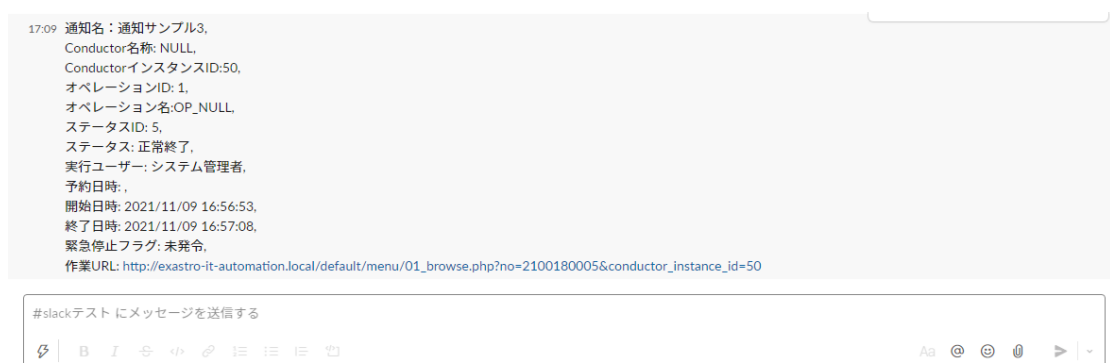 17:09 通知名：通知サンプル3,
Conductor名称: NULL,
ConductorインスタンスID:50,
オペレーションID: 1,
オペレーション名:OP_NULL,
ステータスID: 5,
ステータス: 正常終了,
実行ユーザー: システム管理者,
予約日時: ,
開始日時: 2021/11/09 16:56:53,
終了日時: 2021/11/09 16:57:08,
緊急停止フラグ: 未発令,
作業URL: http://exastro-it-automation.local/default/menu/01_browse.php?no=2100180005&conductor_instance_id=50
#slackテスト にメッセージを送信する
B I S </> Aa @